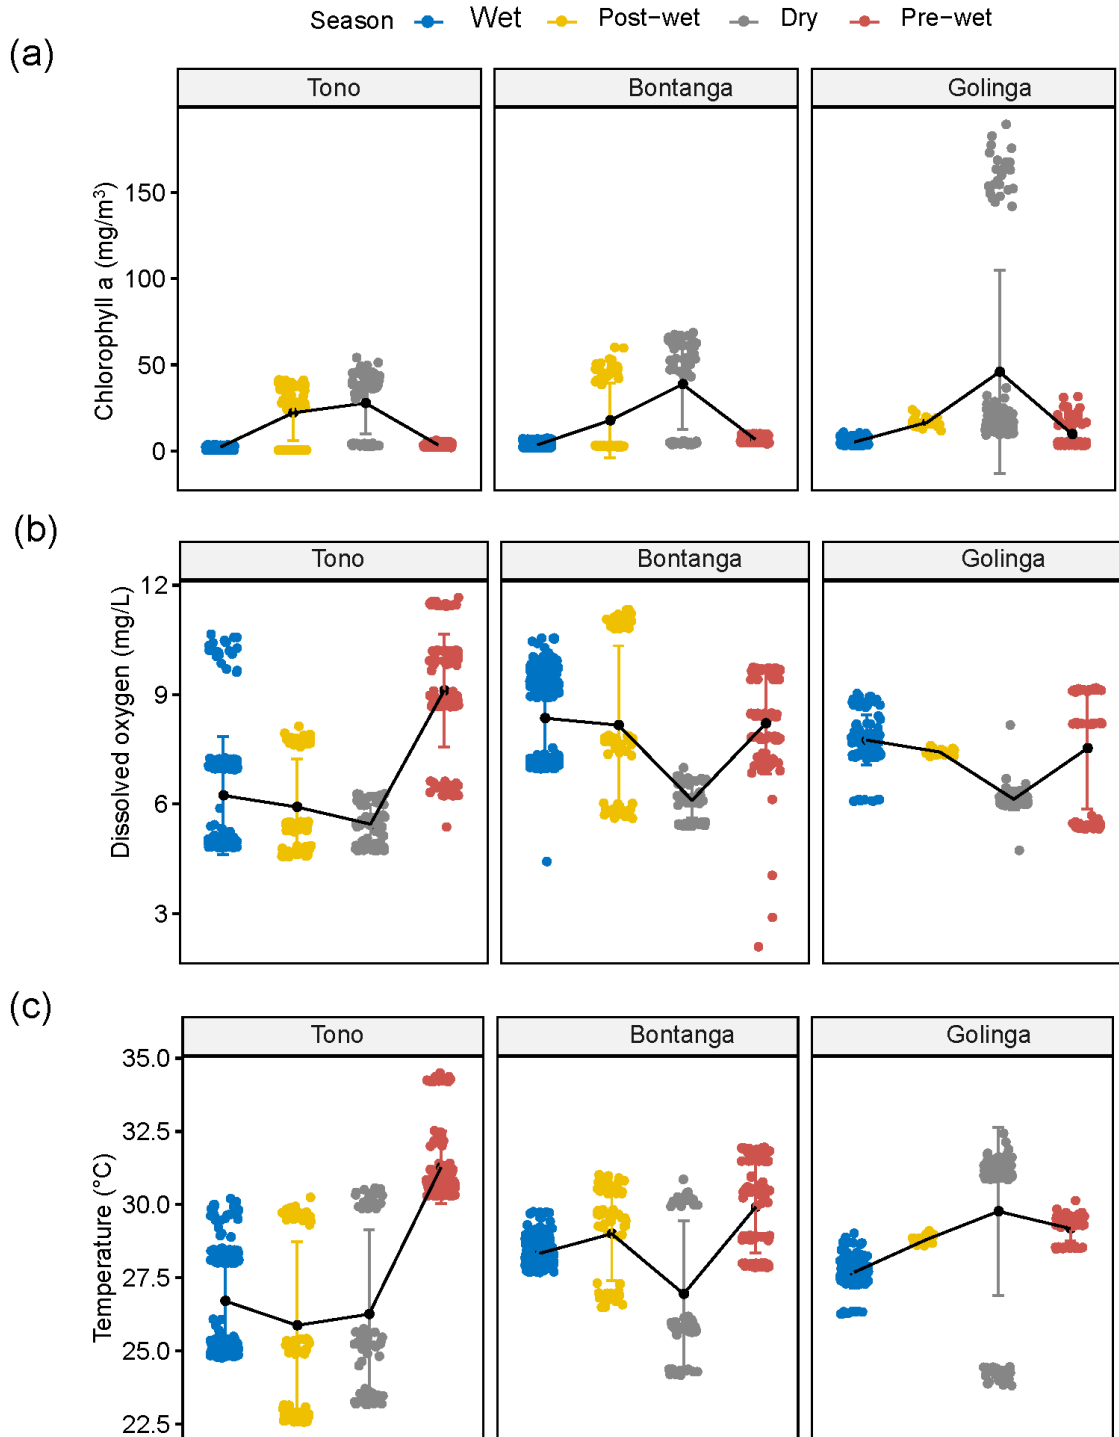 Season Wet Post-wet Dry Pre-wet
(a)
Tono Bontanga Golinga
Chlorophyll a (mg/m³)
150
100
50
0
(b)
Tono Bontanga Golinga
Dissolved oxygen (mg/L)
12
9
6
3
(c)
Tono Bontanga Golinga
Temperature (°C)
35.0
32.5
30.0
27.5
25.0
22.5